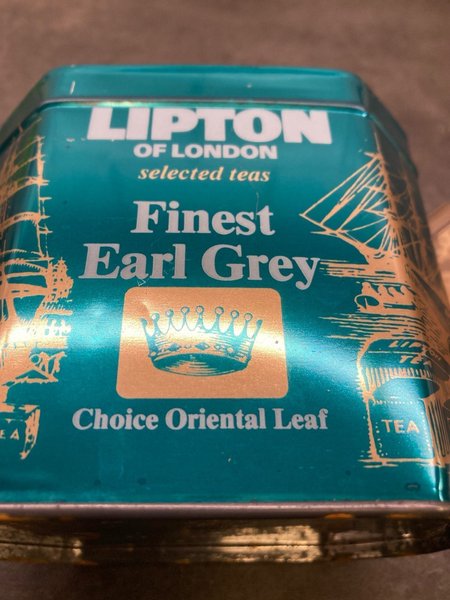 LIPTON
OF LONDON
selected teas
Finest
Earl Grey
Choice Oriental Leaf
TEA